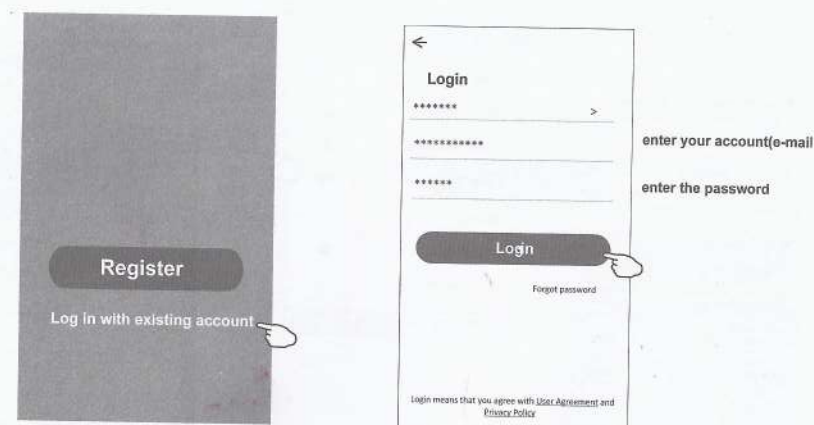 Register
Log in with existing account
←
Login
*******
>
***********
enter your account(e-mail
******
enter the password
Login
Forgot password
Login means that you agree with User Agreement and
Privacy Policy